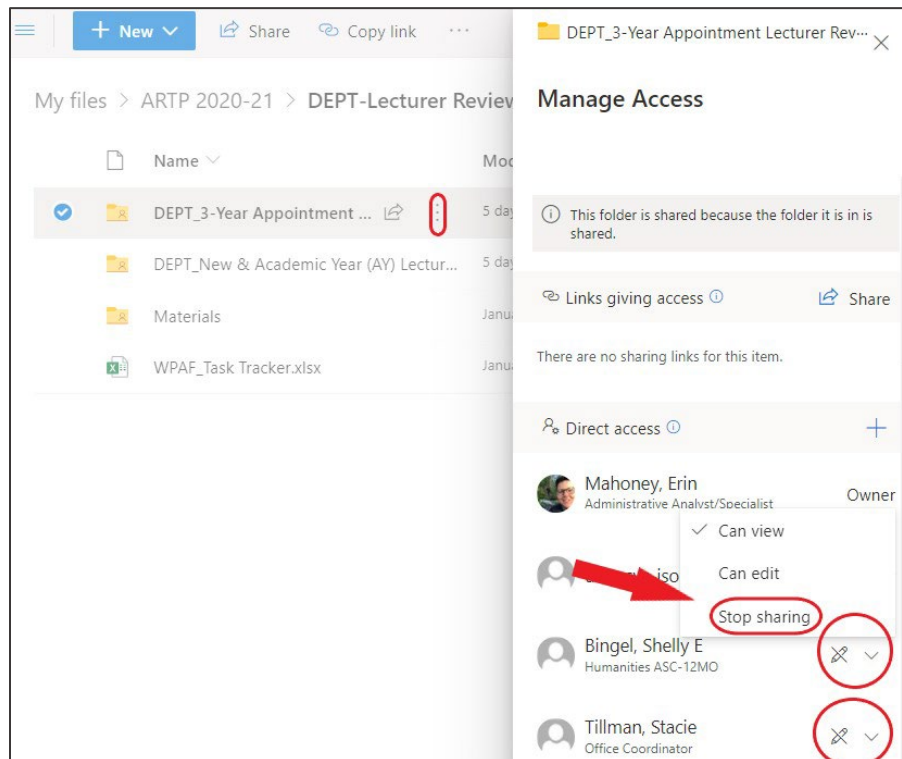 + New Share Copy link ...
My files > ARTP 2020-21 > DEPT-Lecturer Review
Name
DEPT_3-Year Appointment ... 5 day
DEPT_New & Academic Year (AY) Lectur... 5 day
Materials Janu
WPAF_Task Tracker.xlsx Janu
DEPT_3-Year Appointment Lecturer Rev...
Manage Access
This folder is shared because the folder it is in is
shared.
Links giving access Share
There are no sharing links for this item.
Direct access +
Mahoney, Erin Owner
Administrative Analyst/Specialist
Can view
Can edit
Stop sharing
Bingel, Shelly E
Humanities ASC-12MO
Tillman, Stacie
Office Coordinator